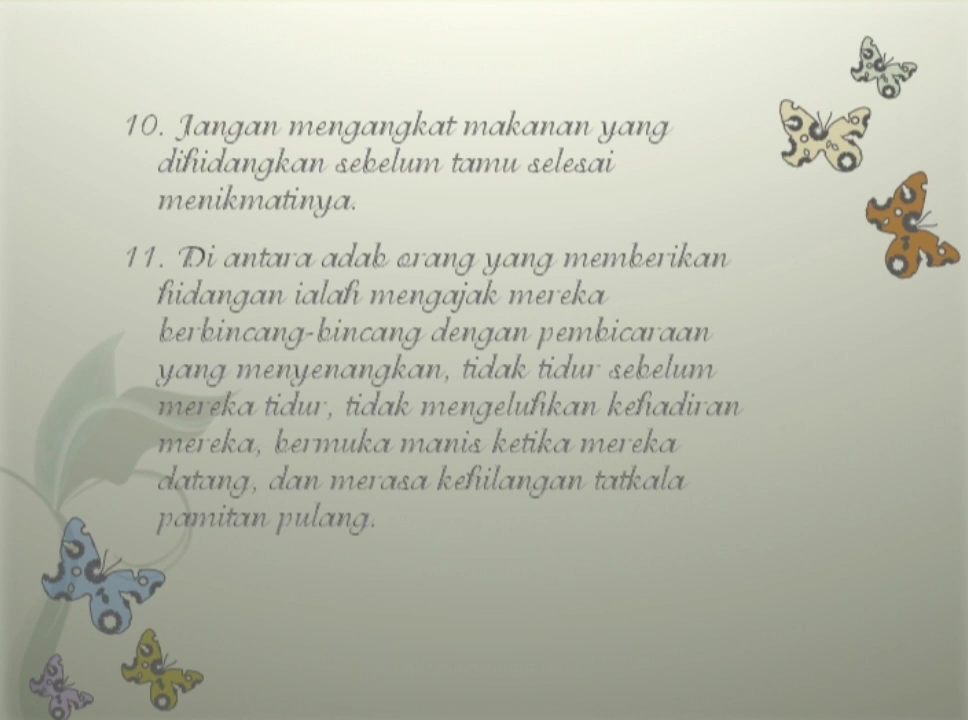 10. Jangan mengangkat makanan yang
dihidangkan sebelum tamu selesai
menikmatinya.
11. Di antara adab orang yang memberikan
hidangan ialah mengajak mereka
berbincang-bincang dengan pembicaraan
yang menyenangkan, tidak tidur sebelum
mereka tidur, tidak mengeluhkan kehadiran
mereka, bermuka manis ketika mereka
datang, dan merasa kehilangan tatkala
pamitan pulang.